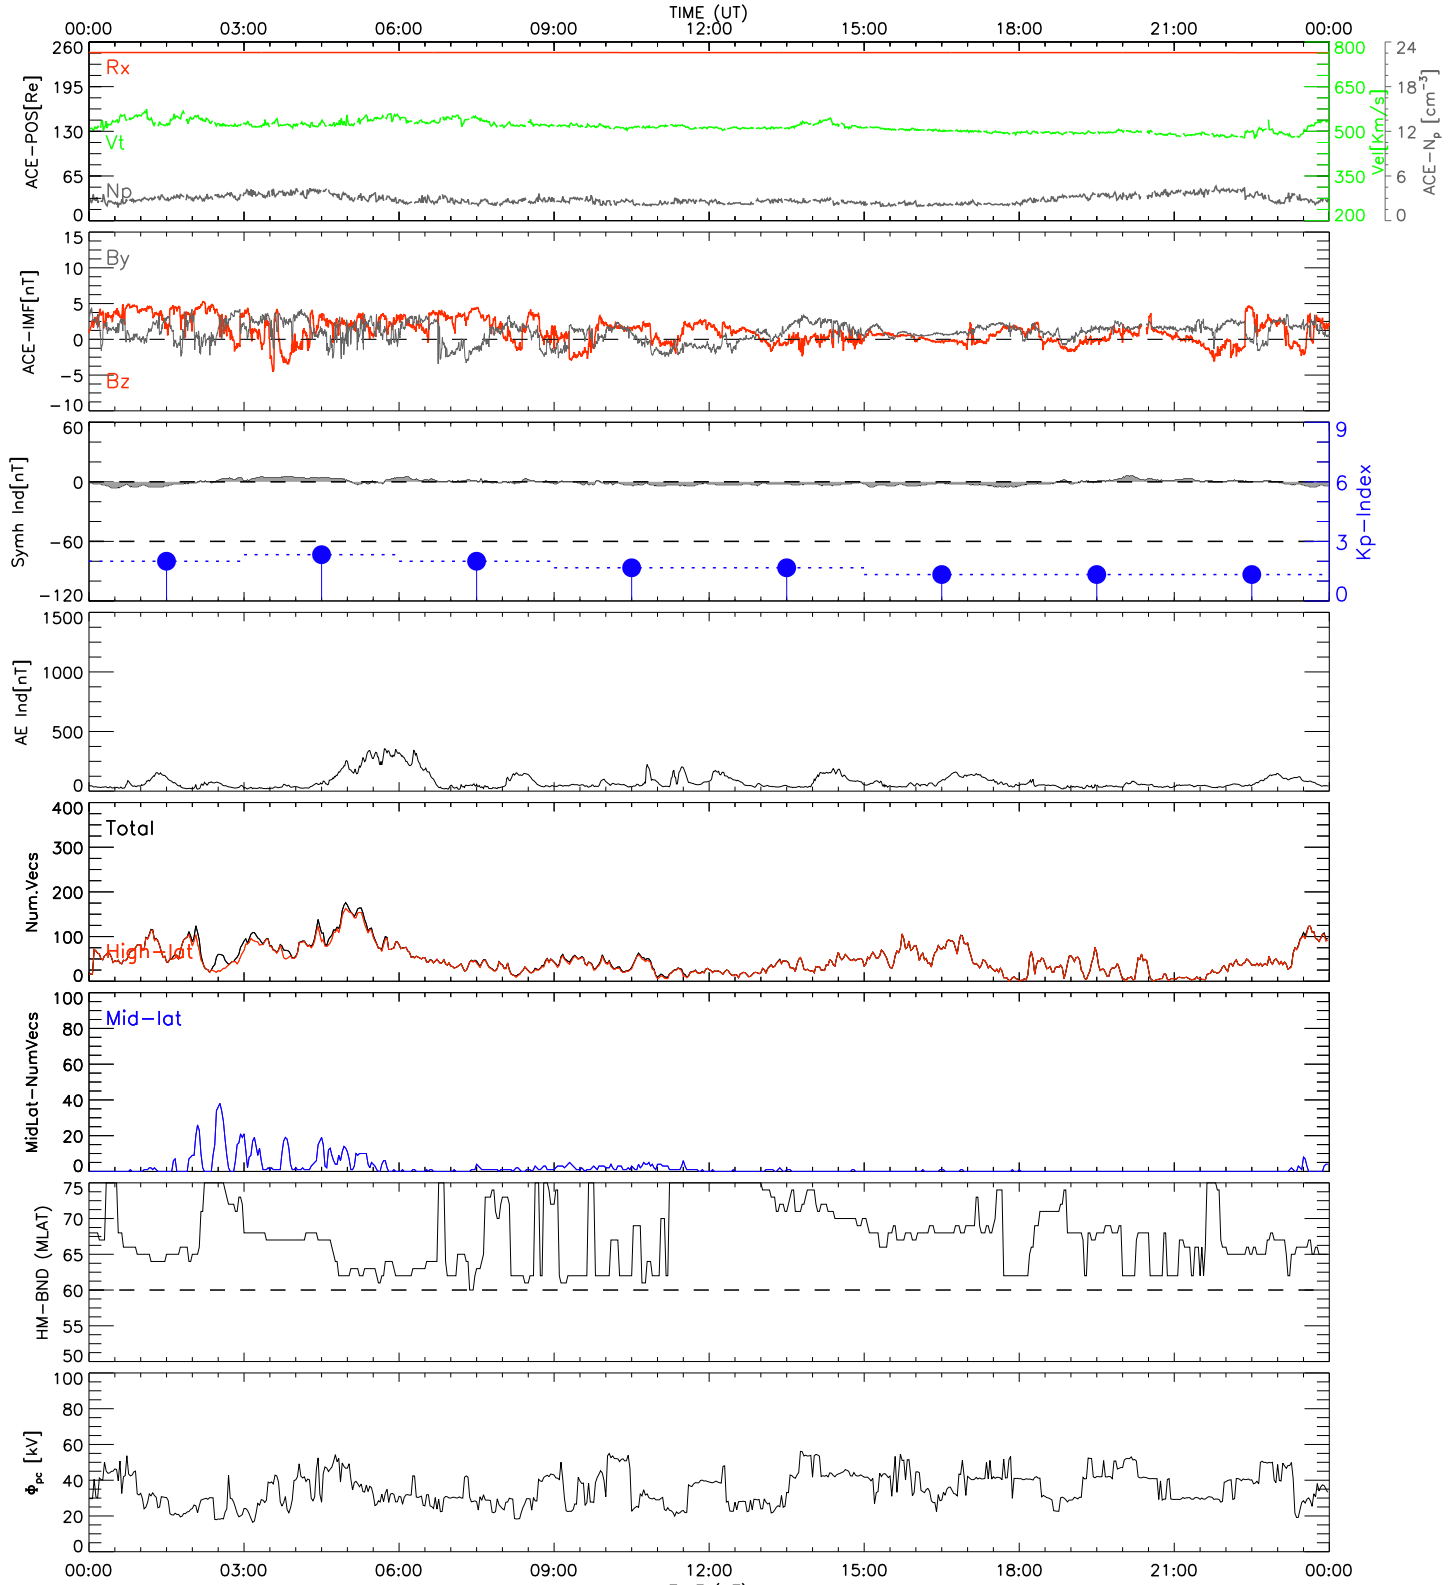 TIME (UT)
00:00 03:00 06:00 09:00 12:00 15:00 18:00 21:00 00:00
ACE-POS[Re]
260
195
130
65
0
Rx
Vt
Np
800
650
500
350
200
Vel[Km/s]
24
18
12
6
0
ACE-Np [cm-3]
ACE-IMF[nT]
15
10
5
0
-5
-10
By
Bz
Symh Ind[nT]
60
0
-60
-120
9
6
3
0
Kp-Index
AE Ind[nT]
1500
1000
500
0
Num.Vecs
400
300
200
100
0
Total
High-lat
MidLat-NumVecs
100
80
60
40
20
0
Mid-lat
HM-BND (MLAT)
75
70
65
60
55
50
Φpc [kV]
100
80
60
40
20
0
00:00 03:00 06:00 09:00 12:00 15:00 18:00 21:00 00:00